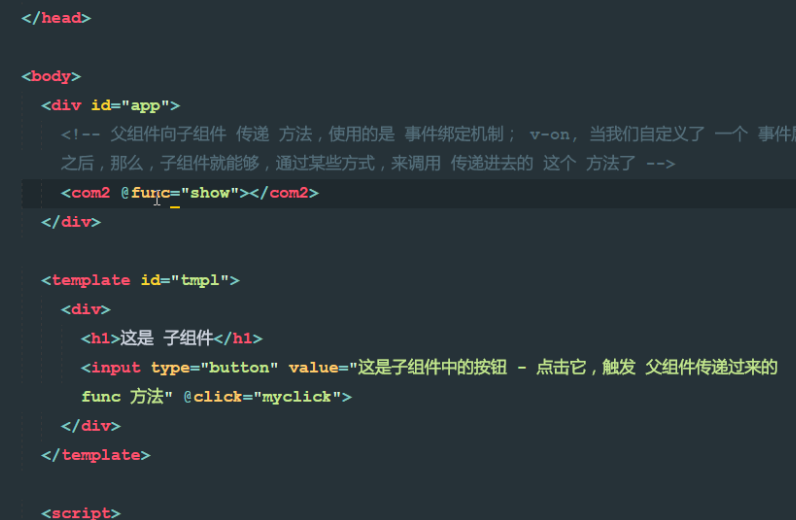 </head>
<body>
<div id="app">
<!-- 父组件向子组件 传递 方法，使用的是 事件绑定机制； v-on, 当我们自定义了 一个 事件
之后，那么，子组件就能够，通过某些方式，来调用 传递进去的 这个 方法了 -->
<com2 @func="show"></com2>
</div>
<template id="tmpl">
<div>
<h1>这是 子组件</h1>
<input type="button" value="这是子组件中的按钮 - 点击它，触发 父组件传递过来的
func 方法" @click="myclick">
</div>
</template>
<script>